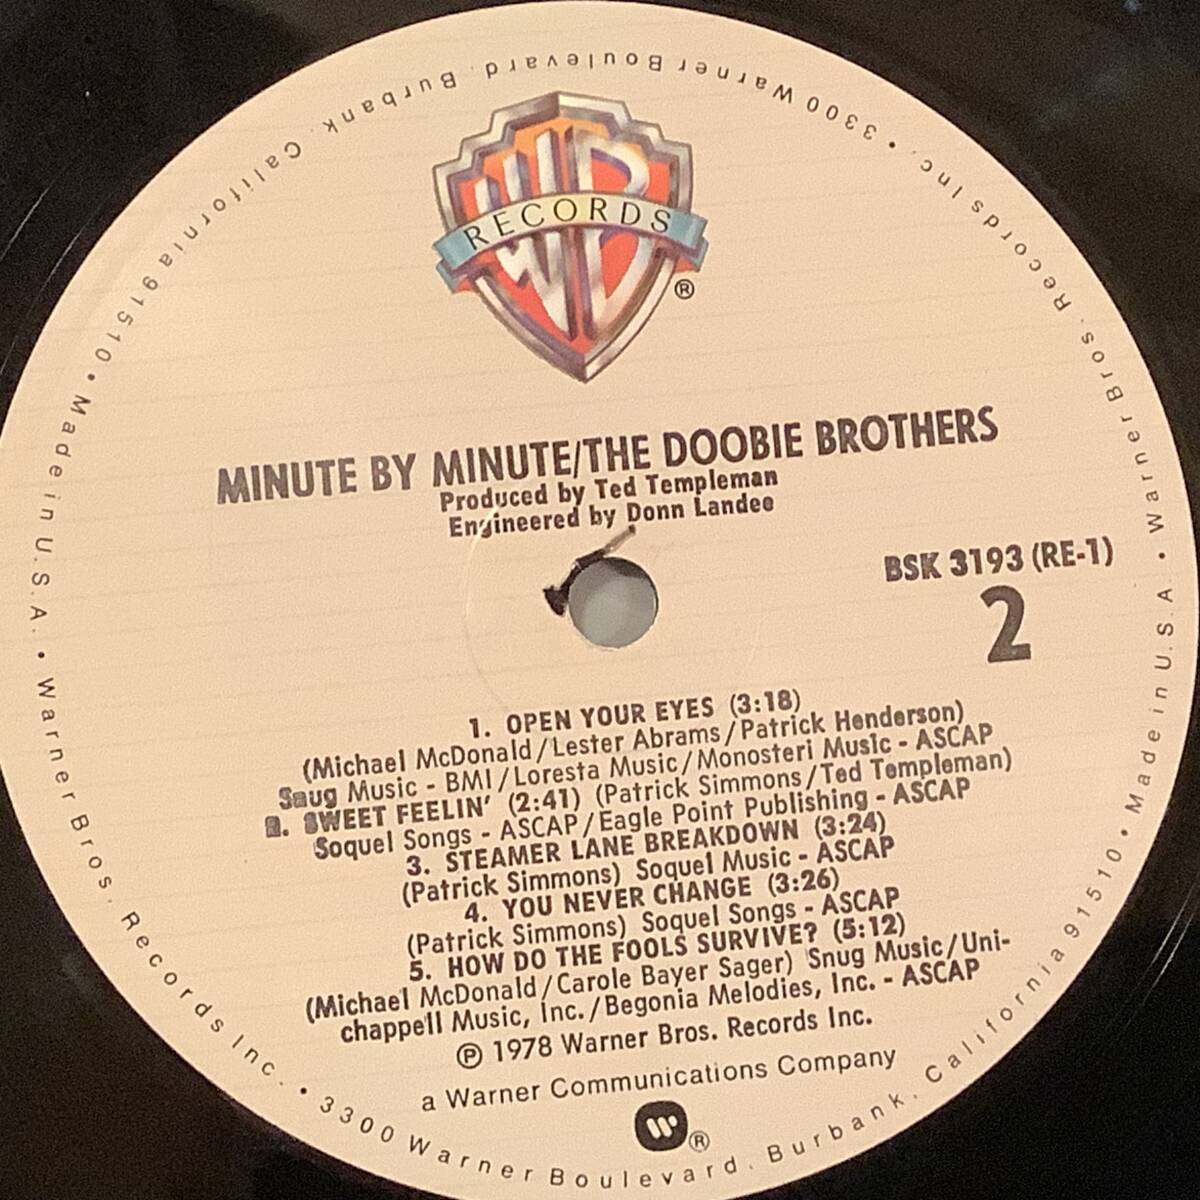 WB
RECORDS
®
MINUTE BY MINUTE/THE DOOBIE BROTHERS
Produced by Ted Templeman
Engineered by Donn Landee
BSK 3193 (RE-1)
2
1. OPEN YOUR EYES (3:18)
(Michael McDonald/Lester Abrams/Patrick Henderson)
Snug Music - BMI/Loresta Music/Monosteri Music - ASCAP
2. SWEET FEELIN' (2:41) (Patrick Simmons/Ted Templeman)
Soquel Songs - ASCAP/Eagle Point Publishing - ASCAP
3. STEAMER LANE BREAKDOWN (3:24)
(Patrick Simmons) Soquel Music - ASCAP
4. YOU NEVER CHANGE (3:26)
(Patrick Simmons) Soquel Songs - ASCAP
5. HOW DO THE FOOLS SURVIVE? (5:12)
(Michael McDonald/Carole Bayer Sager) Snug Music/Uni-
chappell Music, Inc./Begonia Melodies, Inc. - ASCAP
℗ 1978 Warner Bros. Records Inc.
a Warner Communications Company
W ®
Made in U.S.A. • Warner Bros. Records Inc. • 3300 Warner Boulevard. Burbank. California 91510 • Made in U.S.A. • Warner Bros. Records Inc. • 3300 Warner Boulevard. Burbank. California 91510 •